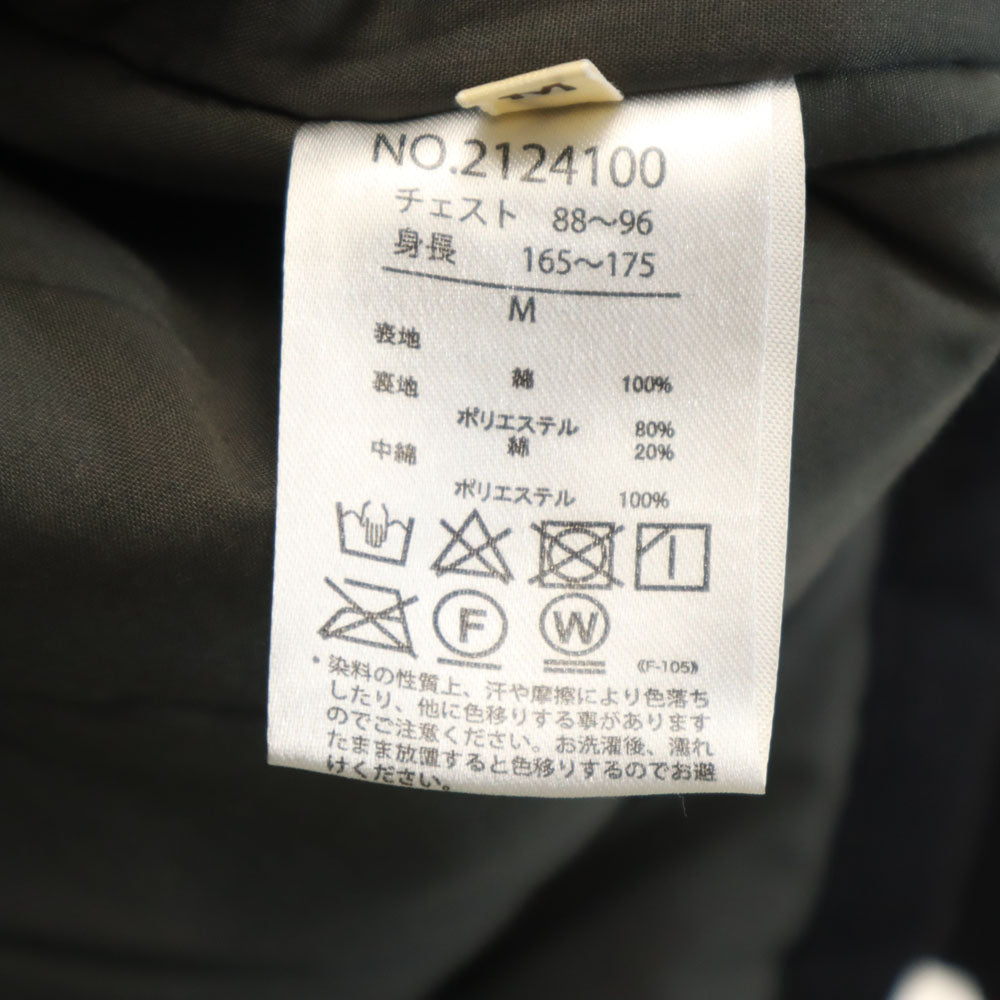 M
NO.2124100
チェスト 88～96
身長 165～175
M
表地
綿 100%
裏地
ポリエステル 80%
綿 20%
中綿
ポリエステル 100%
F
W
《F-105》
・染料の性質上、汗や摩擦により色落ち
したり、他に色移りする事があります
のでご注意ください。お洗濯後、濡れ
たまま放置すると色移りするのでお避
けください。